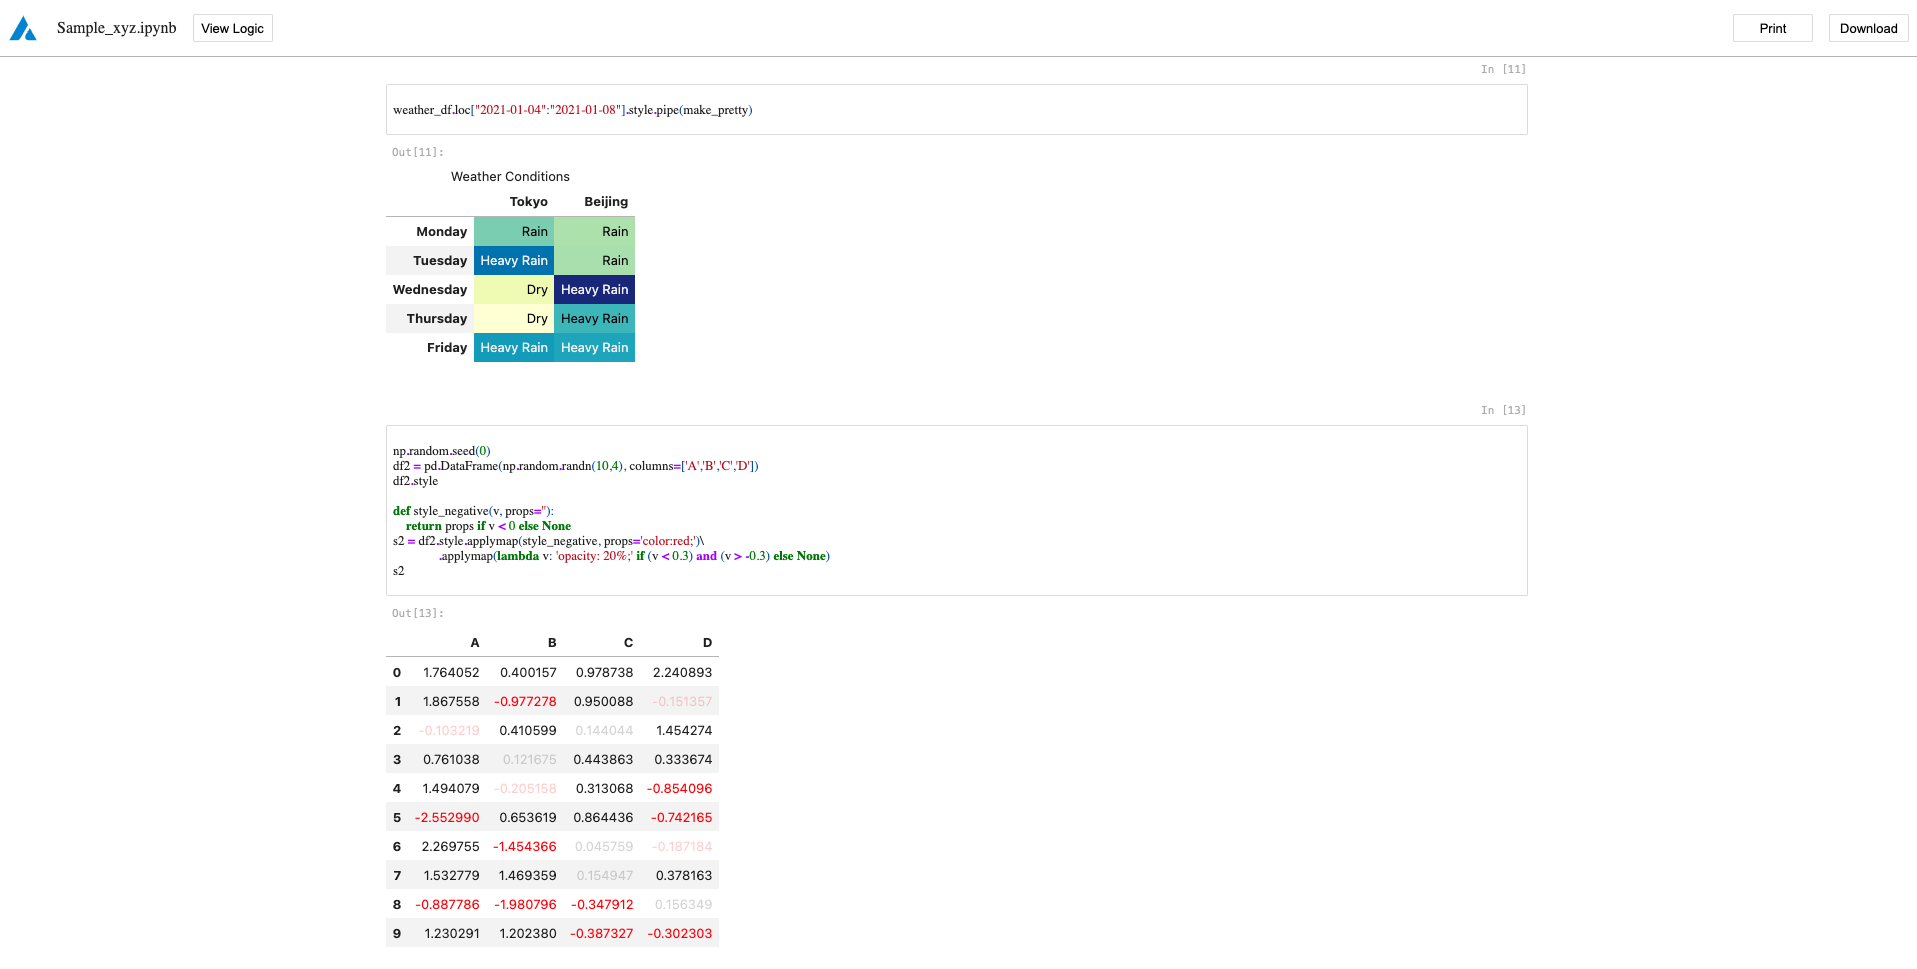 Sample_xyz.ipynb View Logic Print Download
In [11]
weather_df.loc["2021-01-04":"2021-01-08"].style.pipe(make_pretty)
Out[11]:
Weather Conditions
Tokyo Beijing
Monday Rain Rain
Tuesday Heavy Rain Rain
Wednesday Dry Heavy Rain
Thursday Dry Heavy Rain
Friday Heavy Rain Heavy Rain
In [13]
np.random.seed(0)
df2 = pd.DataFrame(np.random.randn(10,4), columns=['A','B','C','D'])
df2.style
def style_negative(v, props=''):
    return props if v < 0 else None
s2 = df2.style.applymap(style_negative, props='color:red;')\
              .applymap(lambda v: 'opacity: 20%;' if (v < 0.3) and (v > -0.3) else None)
s2
Out[13]:
A B C D
0 1.764052 0.400157 0.978738 2.240893
1 1.867558 -0.977278 0.950088 -0.151357
2 -0.103219 0.410599 0.144044 1.454274
3 0.761038 0.121675 0.443863 0.333674
4 1.494079 -0.205158 0.313068 -0.854096
5 -2.552990 0.653619 0.864436 -0.742165
6 2.269755 -1.454366 0.045759 -0.187184
7 1.532779 1.469359 0.154947 0.378163
8 -0.887786 -1.980796 -0.347912 0.156349
9 1.230291 1.202380 -0.387327 -0.302303